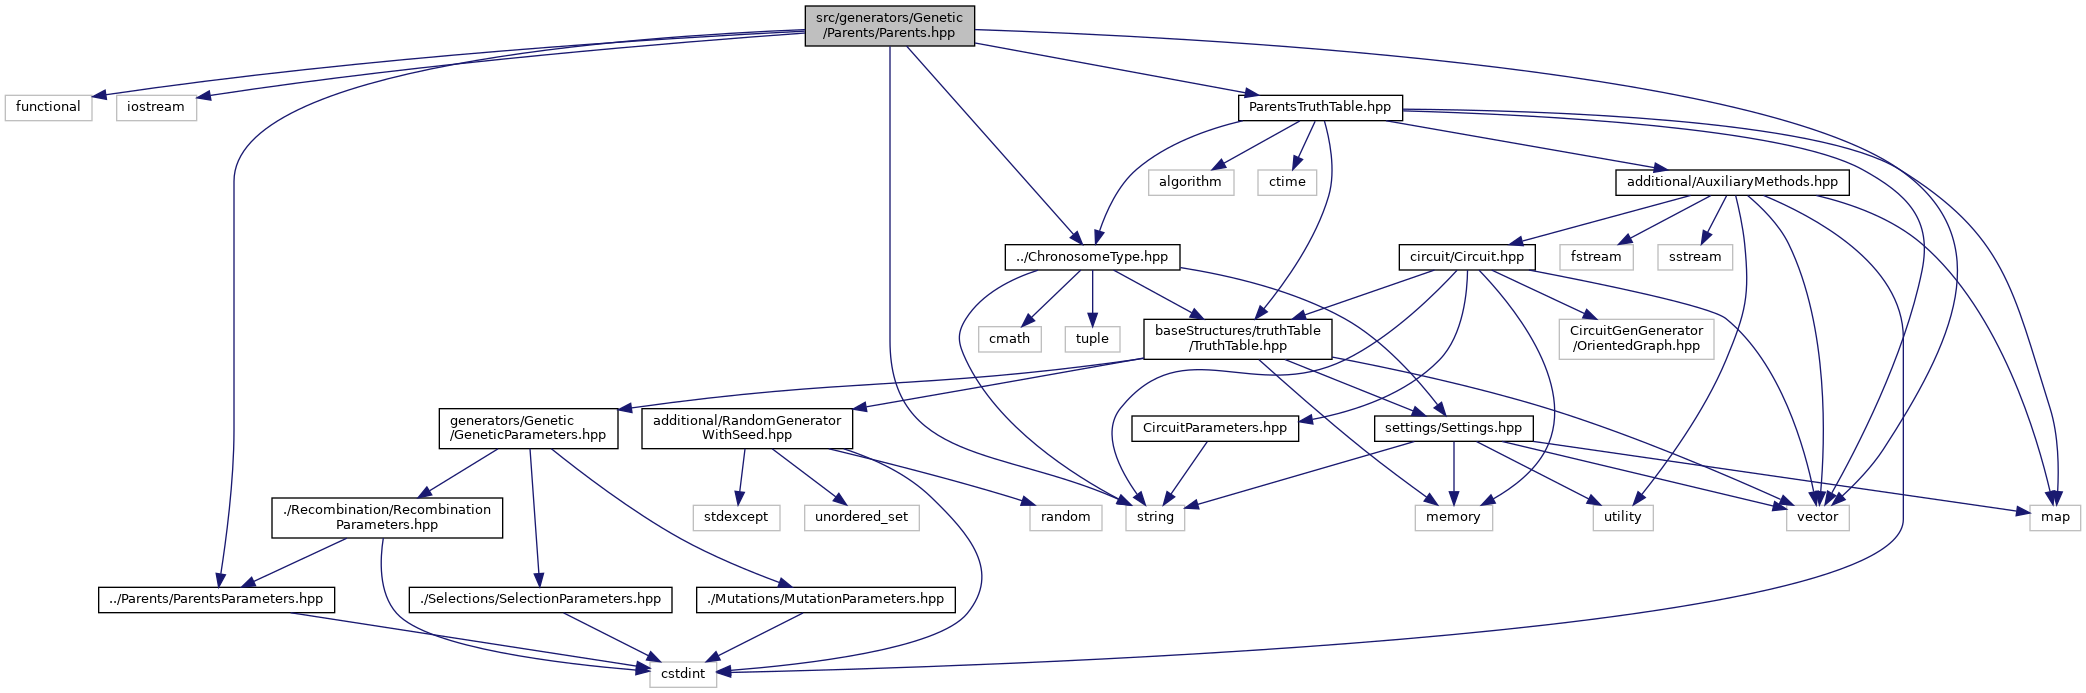 src/generators/Genetic
/Parents/Parents.hpp
functional
iostream
ParentsTruthTable.hpp
algorithm
ctime
additional/AuxiliaryMethods.hpp
../ChronosomeType.hpp
circuit/Circuit.hpp
fstream
sstream
cmath
tuple
baseStructures/truthTable
/TruthTable.hpp
CircuitGenGenerator
/OrientedGraph.hpp
generators/Genetic
/GeneticParameters.hpp
additional/RandomGenerator
WithSeed.hpp
CircuitParameters.hpp
settings/Settings.hpp
./Recombination/Recombination
Parameters.hpp
stdexcept
unordered_set
random
string
memory
utility
vector
map
../Parents/ParentsParameters.hpp
./Selections/SelectionParameters.hpp
./Mutations/MutationParameters.hpp
cstdint